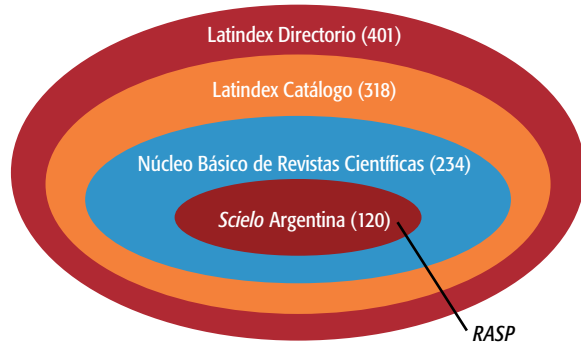 Latindex Directorio (401)
Latindex Catálogo (318)
Núcleo Básico de Revistas Científicas (234)
Scielo Argentina (120)
RASP